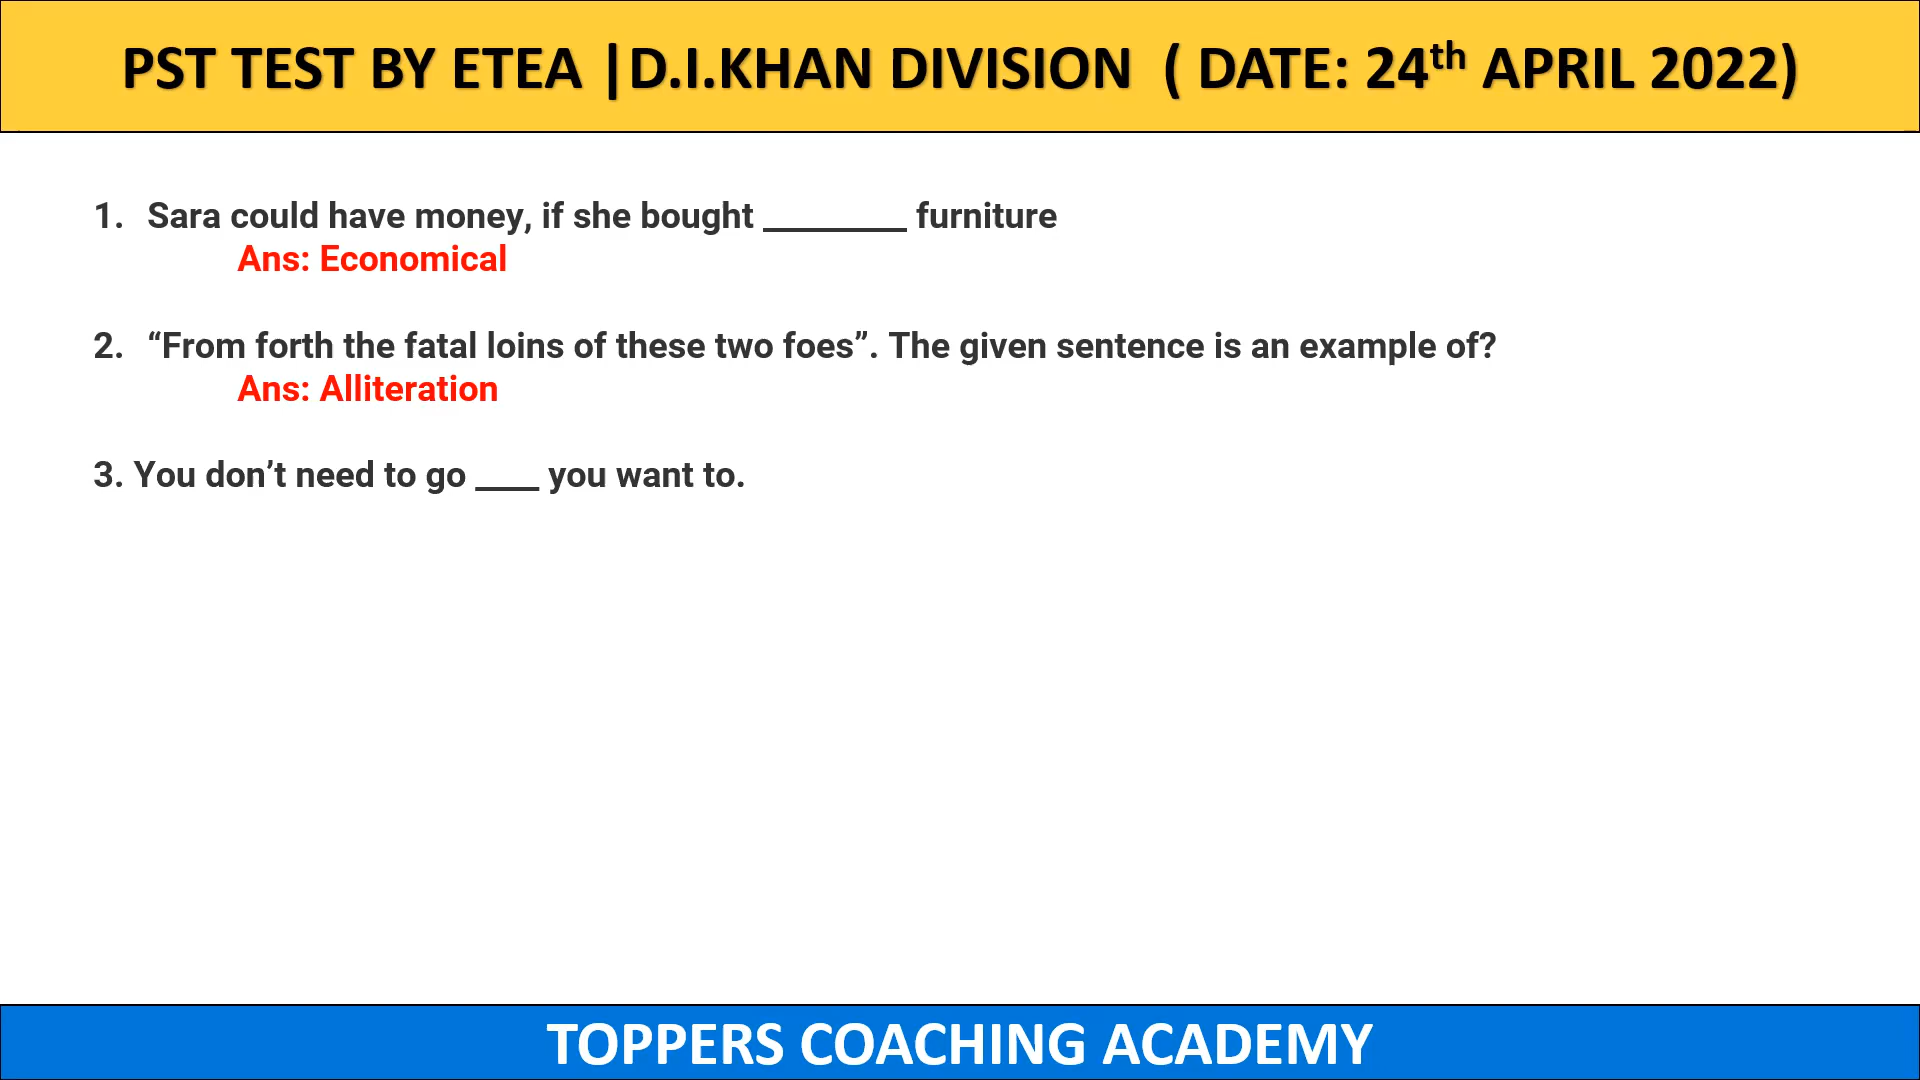 PST TEST BY ETEA |D.I.KHAN DIVISION ( DATE: 24th APRIL 2022)
1. Sara could have money, if she bought _________ furniture
Ans: Economical
2. “From forth the fatal loins of these two foes”. The given sentence is an example of?
Ans: Alliteration
3. You don’t need to go ____ you want to.
TOPPERS COACHING ACADEMY